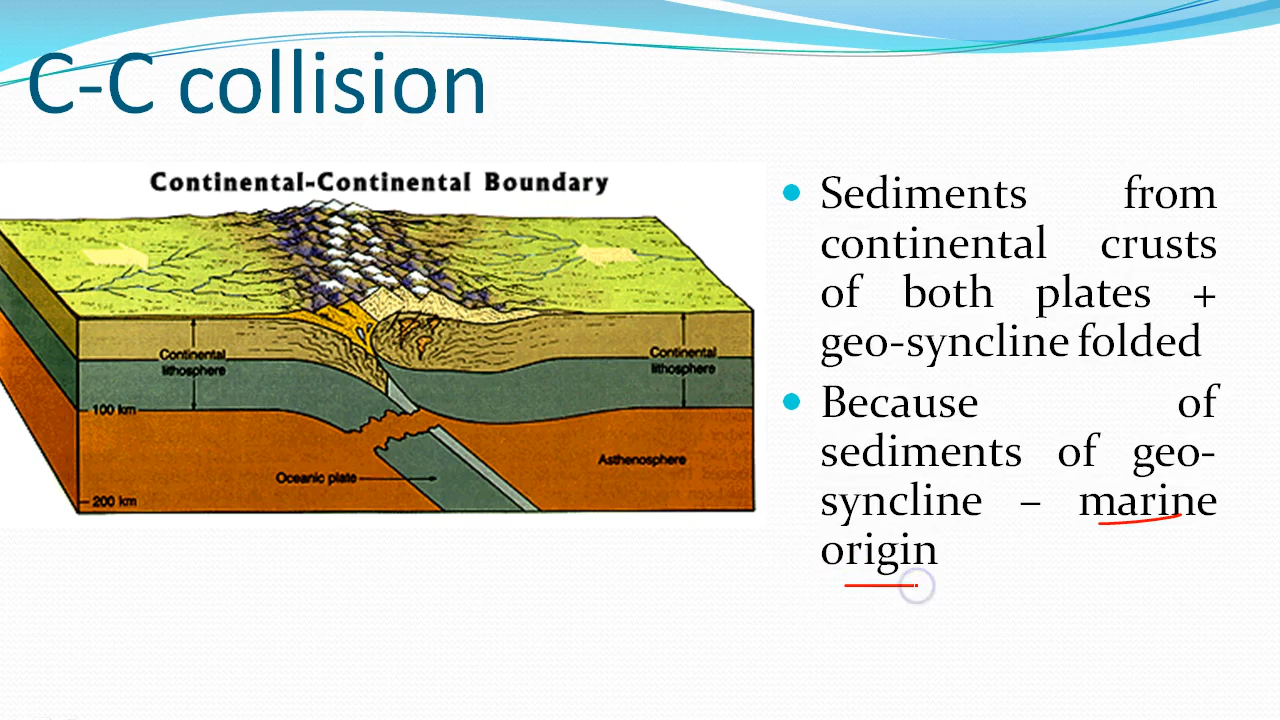 C-C collision
Continental-Continental Boundary
Sediments from
continental crusts
of both plates +
geo-syncline folded
Because of
sediments of geo-
syncline – marine
origin
Continental
lithosphere
Continental
lithosphere
100 km
Oceanic plate
Asthenosphere
200 km